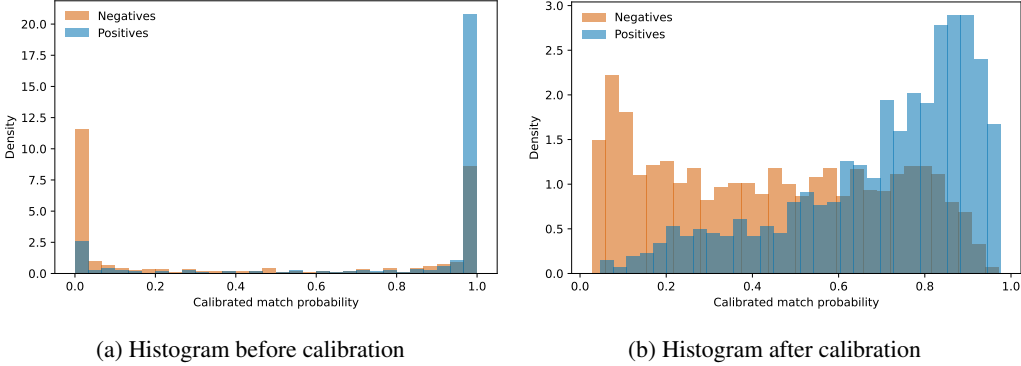 Negatives
Positives
20.0
17.5
15.0
12.5
10.0
7.5
5.0
2.5
0.0
Density
0.0 0.2 0.4 0.6 0.8 1.0
Calibrated match probability
(a) Histogram before calibration
Negatives
Positives
3.0
2.5
2.0
1.5
1.0
0.5
0.0
Density
0.0 0.2 0.4 0.6 0.8 1.0
Calibrated match probability
(b) Histogram after calibration